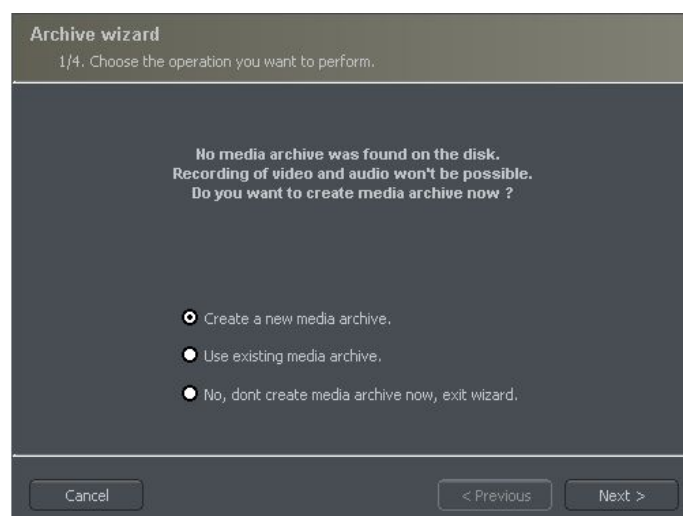 Archive wizard
1/4. Choose the operation you want to perform.
No media archive was found on the disk.
Recording of video and audio won't be possible.
Do you want to create media archive now ?
Create a new media archive.
Use existing media archive.
No, dont create media archive now, exit wizard.
Cancel
< Previous
Next >